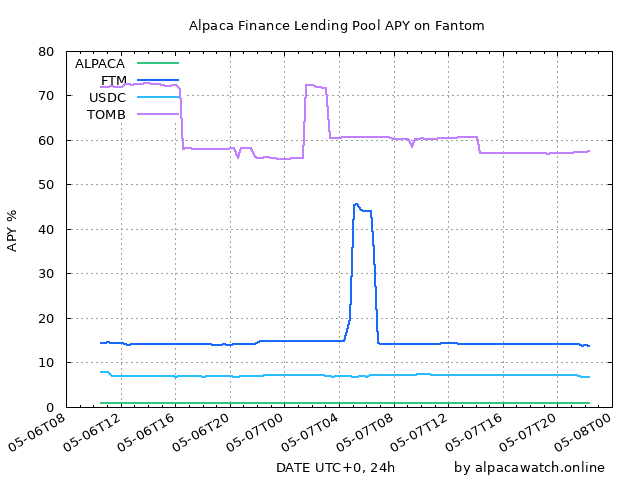 Alpaca Finance Lending Pool APY on Fantom
APY %
80
70
60
50
40
30
20
10
0
ALPACA
FTM
USDC
TOMB
05-06T08
05-06T12
05-06T16
05-06T20
05-07T00
05-07T04
05-07T08
05-07T12
05-07T16
05-07T20
05-08T00
DATE UTC+0, 24h
by alpacawatch.online